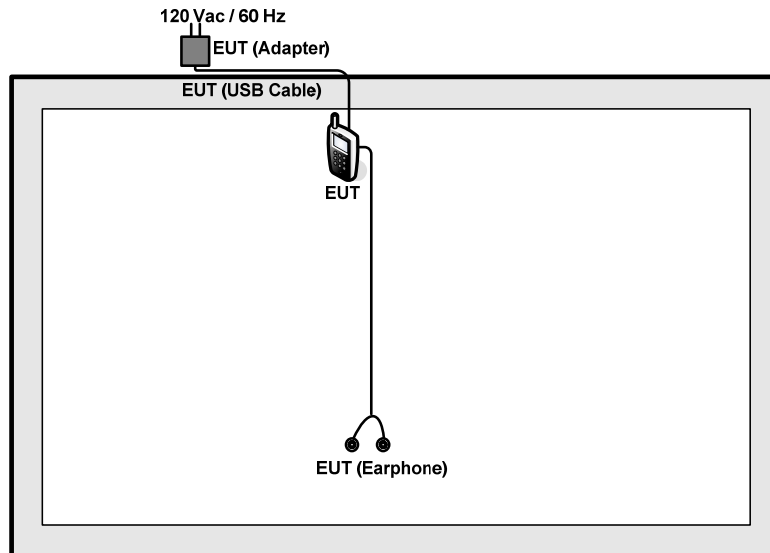 120 Vac / 60 Hz
EUT (Adapter)
EUT (USB Cable)
EUT
EUT (Earphone)